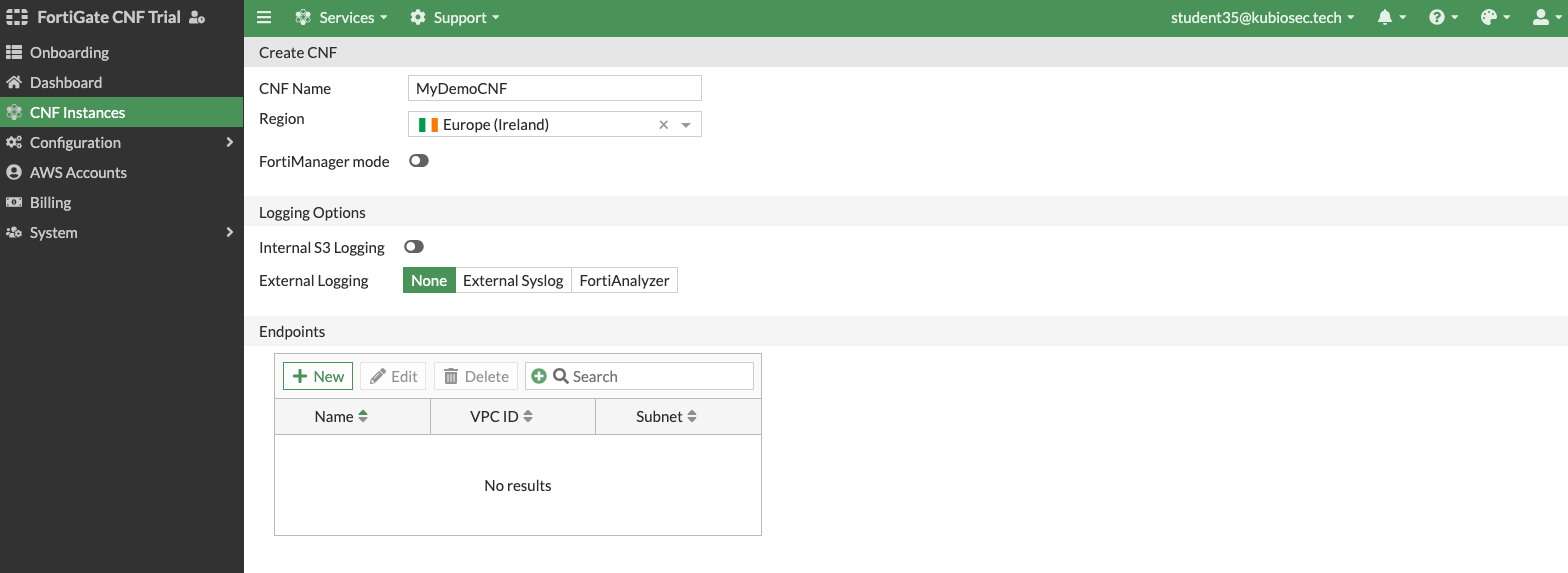 FortiGate CNF Trial
Services
Support
student35@kubiosec.tech
Onboarding
Dashboard
CNF Instances
Configuration
AWS Accounts
Billing
System
Create CNF
CNF Name MyDemoCNF
Region Europe (Ireland)
FortiManager mode
Logging Options
Internal S3 Logging
External Logging None External Syslog FortiAnalyzer
Endpoints
New Edit Delete Search
Name VPC ID Subnet
No results